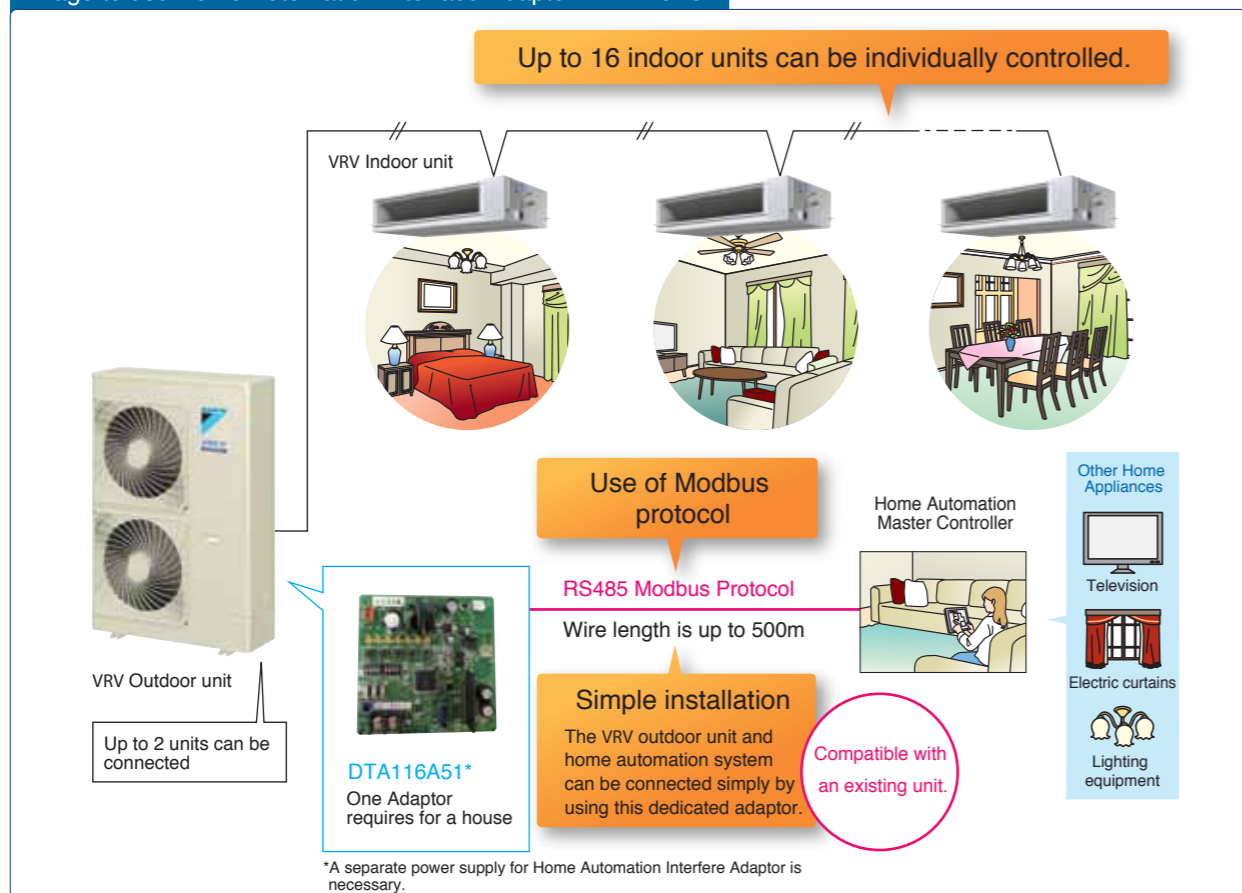 Up to 16 indoor units can be individually controlled.
VRV Indoor unit
Use of Modbus
protocol
Home Automation
Master Controller
Other Home
Appliances
Television
Electric curtains
Lighting
equipment
RS485 Modbus Protocol
Wire length is up to 500m
VRV Outdoor unit
Up to 2 units can be
connected
DTA116A51*
One Adaptor
requires for a house
Simple installation
The VRV outdoor unit and
home automation system
can be connected simply by
using this dedicated adaptor.
Compatible with
an existing unit.
*A separate power supply for Home Automation Interfere Adaptor is
necessary.